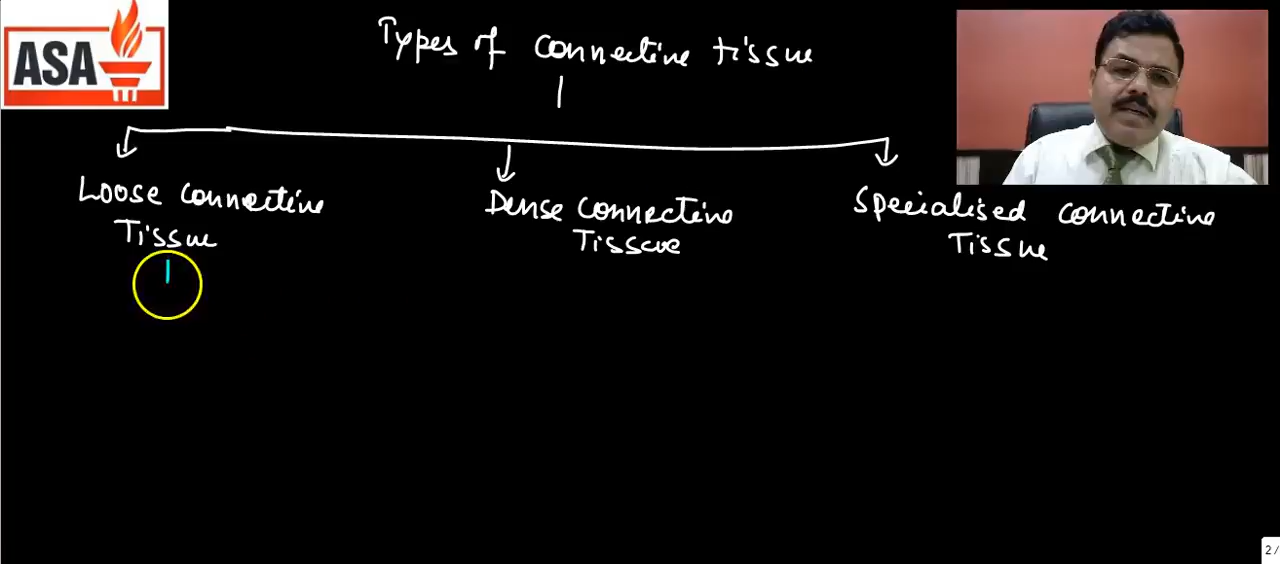 ASA
Types of connective tissue
Loose connective
Tissue
Dense connective
Tissue
Specialised connective
Tissue
2/